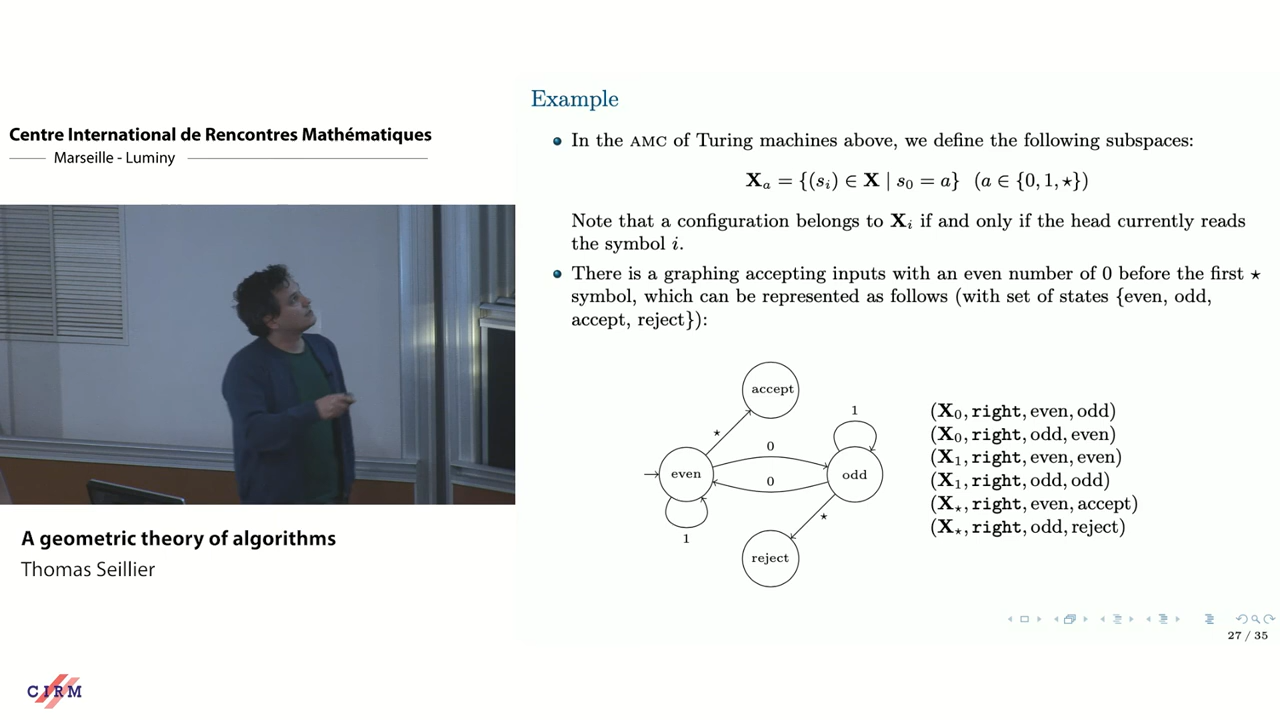 Centre International de Rencontres Mathématiques
Marseille - Luminy
A geometric theory of algorithms
Thomas Seillier
CIRM
Example
In the AMC of Turing machines above, we define the following subspaces:
X_a = {(s_i) ∈ X | s_0 = a} (a ∈ {0, 1, ⋆})
Note that a configuration belongs to X_i if and only if the head currently reads
the symbol i.
There is a graphing accepting inputs with an even number of 0 before the first ⋆
symbol, which can be represented as follows (with set of states {even, odd,
accept, reject}):
accept
1
⋆
0
even
odd
0
⋆
1
reject
(X_0, right, even, odd)
(X_0, right, odd, even)
(X_1, right, even, even)
(X_1, right, odd, odd)
(X_⋆, right, even, accept)
(X_⋆, right, odd, reject)
27 / 35